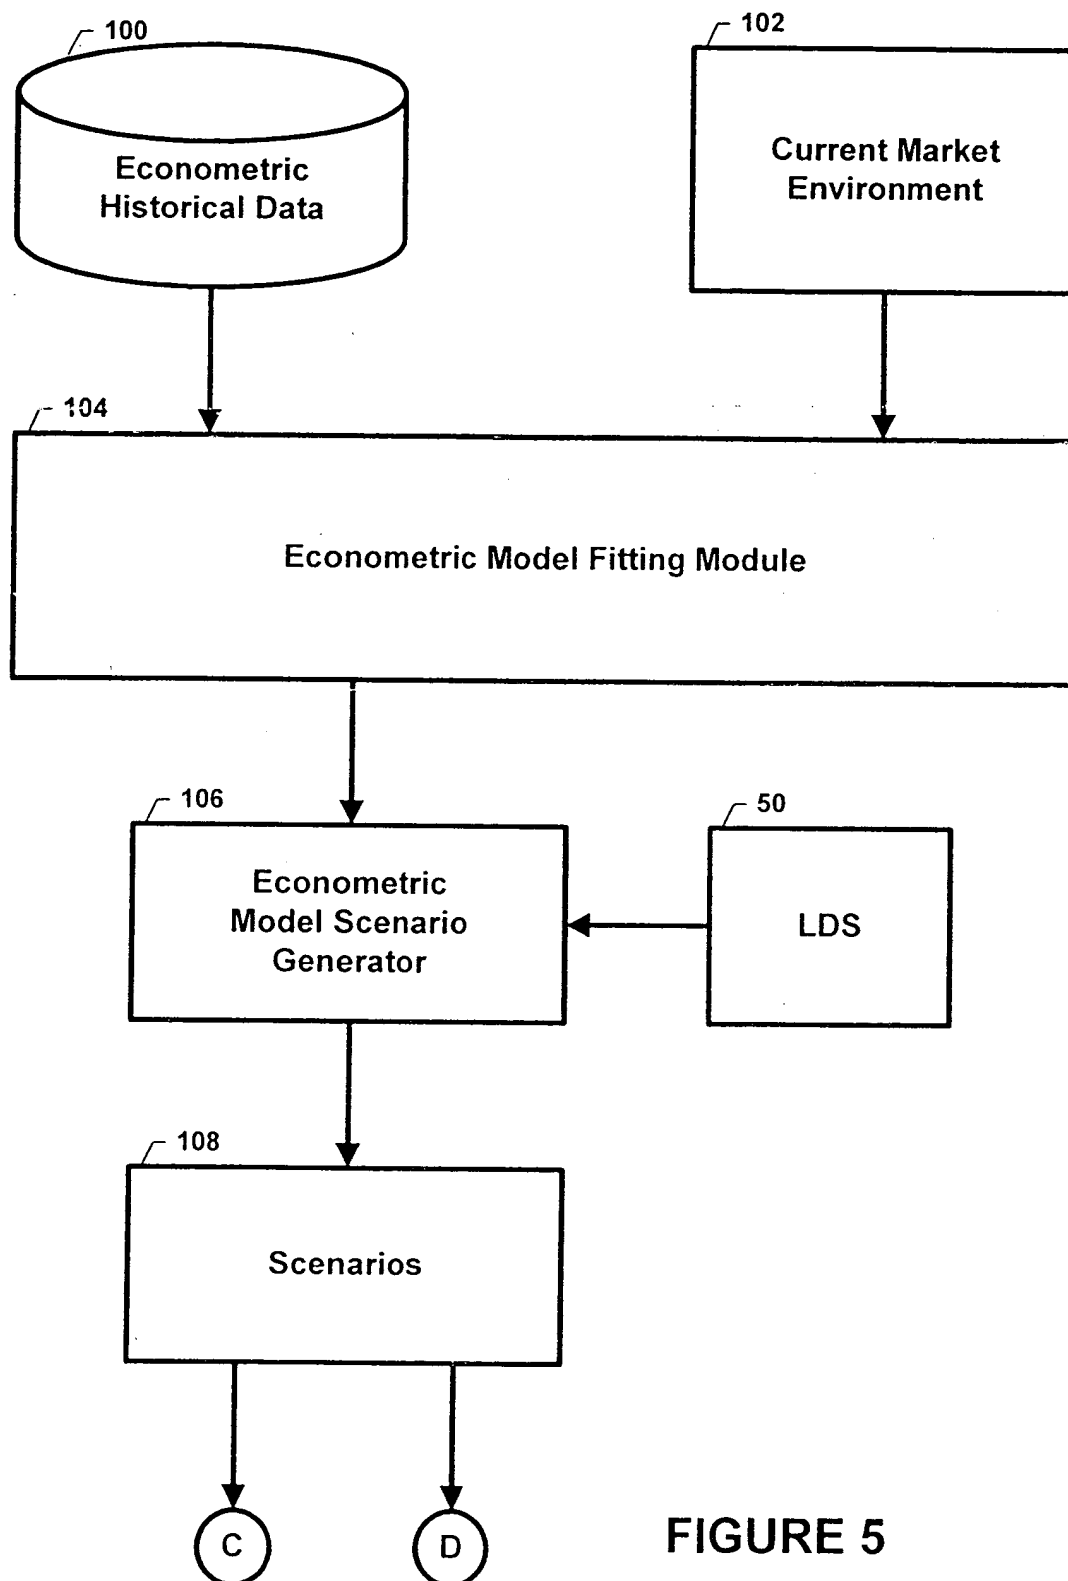 100
102
Econometric
Historical Data
Current Market
Environment
104
Econometric Model Fitting Module
106
50
Econometric
Model Scenario
Generator
LDS
108
Scenarios
C
D
FIGURE 5